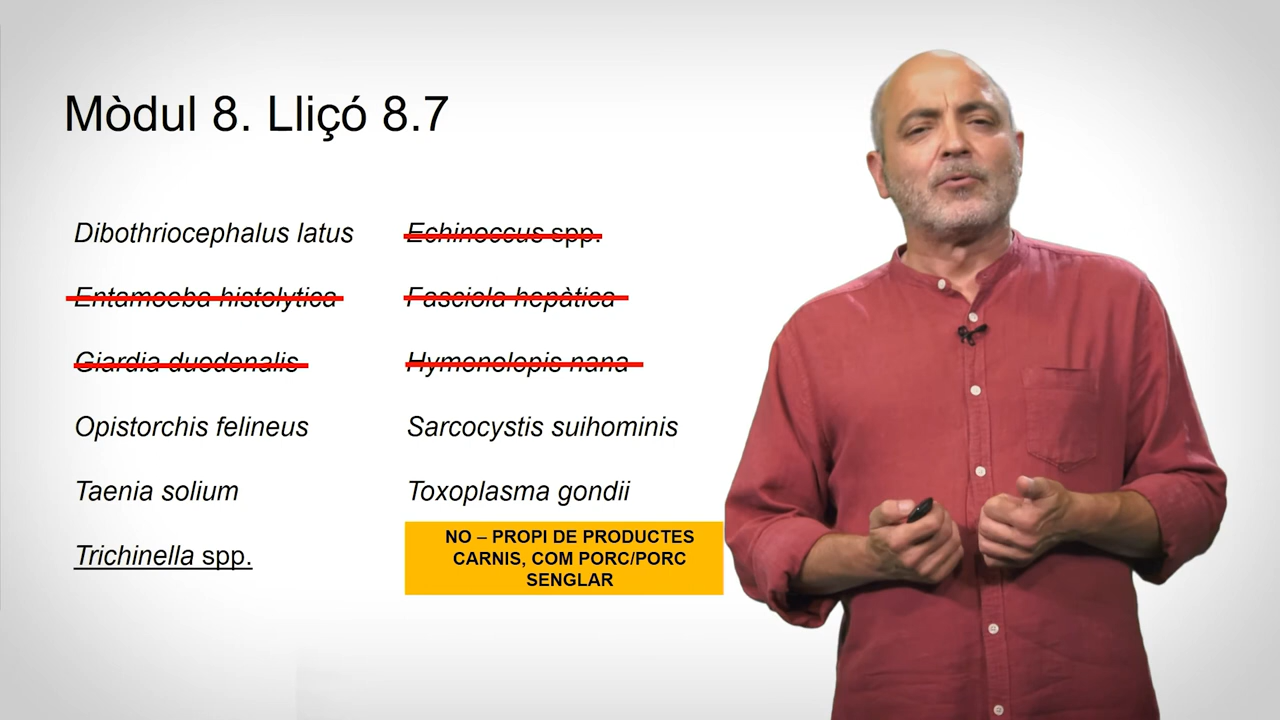 Mòdul 8. Lliçó 8.7
Dibothriocephalus latus
Echinoccus spp.
Entamoeba histolytica
Fasciola hepàtica
Giardia duodenalis
Hymenolopis nana
Opistorchis felineus
Sarcocystis suihominis
Taenia solium
Toxoplasma gondii
Trichinella spp.
NO – PROPI DE PRODUCTES
CARNIS, COM PORC/PORC
SENGLAR